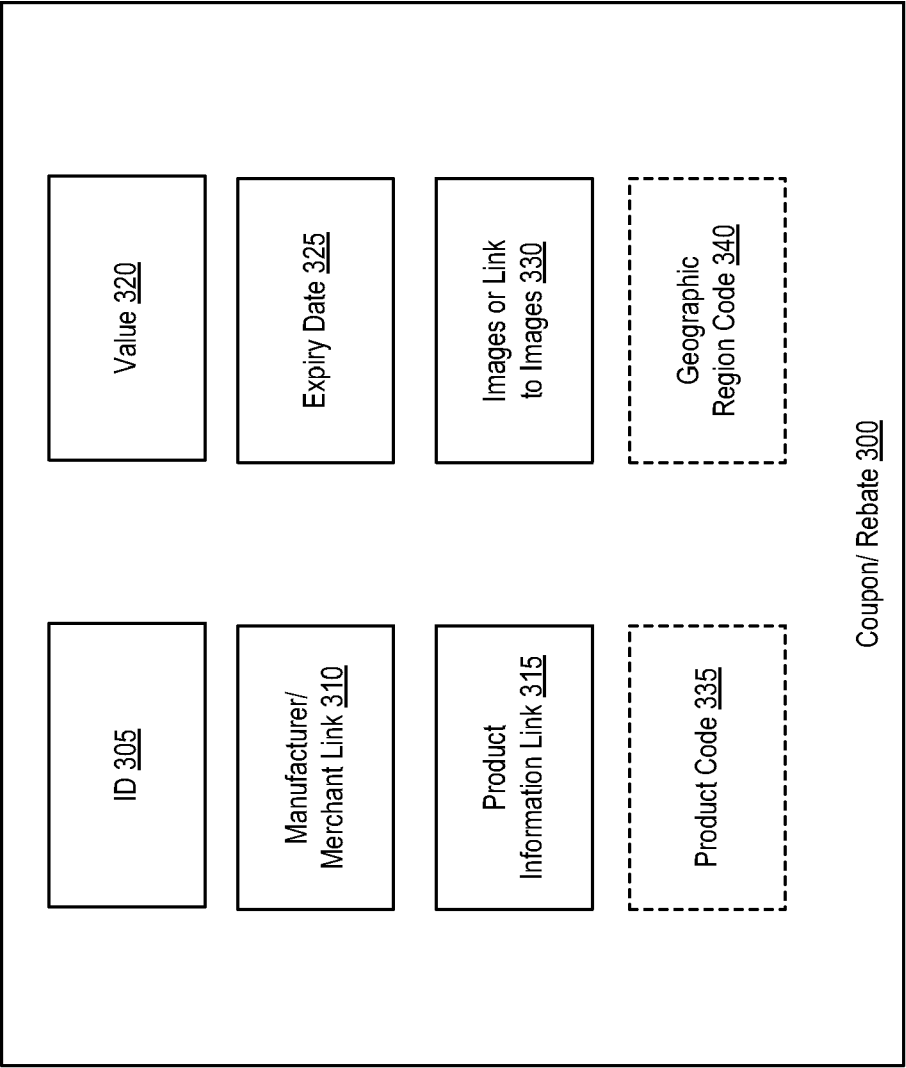 ID 305
Value 320
Manufacturer/
Merchant Link 310
Expiry Date 325
Product
Information Link 315
Images or Link
to Images 330
Product Code 335
Geographic
Region Code 340
Coupon/ Rebate 300